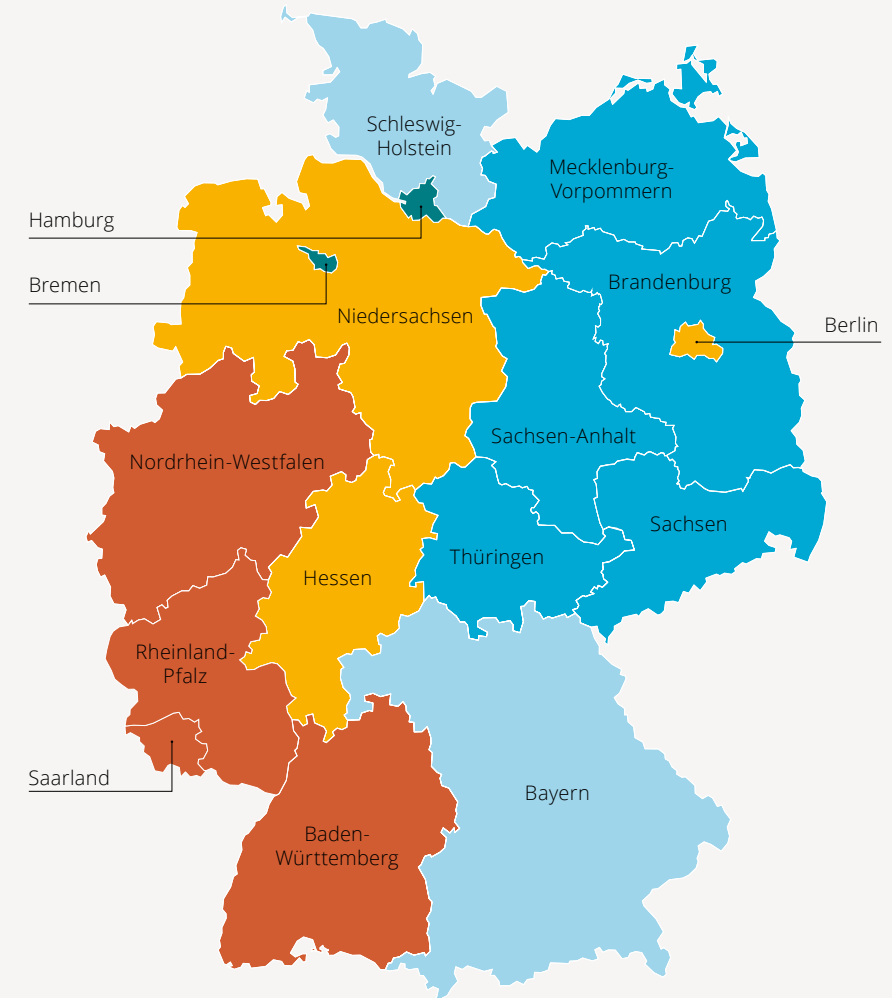 Schleswig-
Holstein
Mecklenburg-
Vorpommern
Hamburg
Bremen
Brandenburg
Niedersachsen
Berlin
Sachsen-Anhalt
Nordrhein-Westfalen
Sachsen
Thüringen
Hessen
Rheinland-
Pfalz
Saarland
Bayern
Baden-
Württemberg